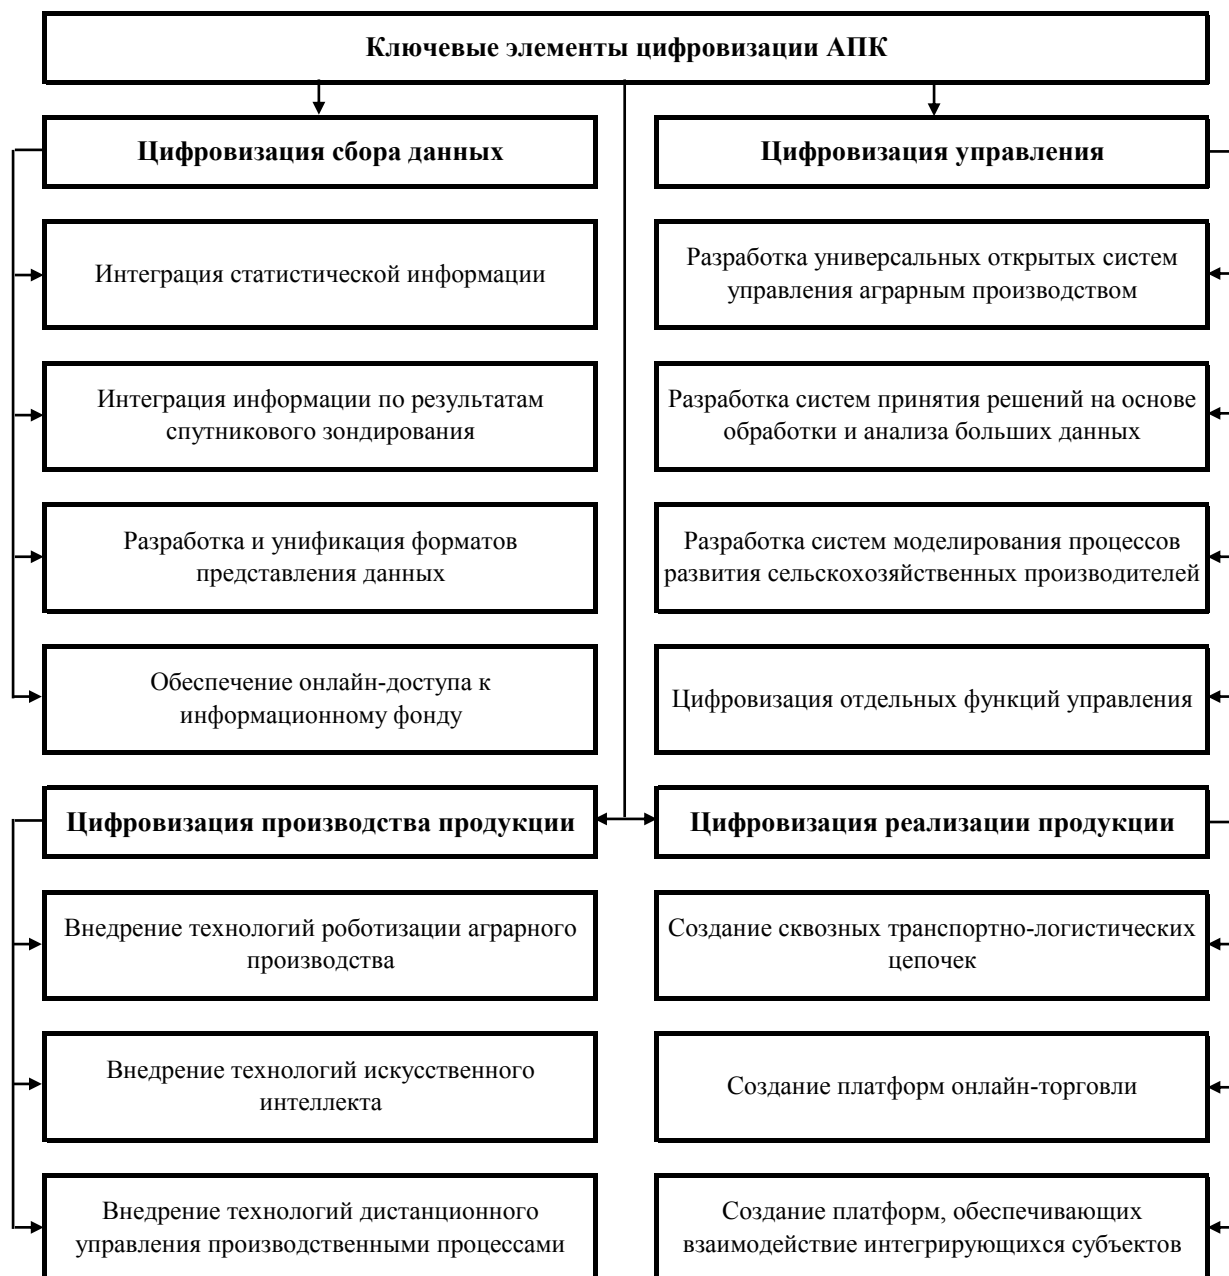 Ключевые элементы цифровизации АПК
Цифровизация сбора данных
Интеграция статистической информации
Интеграция информации по результатам
спутникового зондирования
Разработка и унификация форматов
представления данных
Обеспечение онлайн-доступа к
информационному фонду
Цифровизация управления
Разработка универсальных открытых систем
управления аграрным производством
Разработка систем принятия решений на основе
обработки и анализа больших данных
Разработка систем моделирования процессов
развития сельскохозяйственных производителей
Цифровизация отдельных функций управления
Цифровизация производства продукции
Внедрение технологий роботизации аграрного
производства
Внедрение технологий искусственного
интеллекта
Внедрение технологий дистанционного
управления производственными процессами
Цифровизация реализации продукции
Создание сквозных транспортно-логистических
цепочек
Создание платформ онлайн-торговли
Создание платформ, обеспечивающих
взаимодействие интегрирующихся субъектов